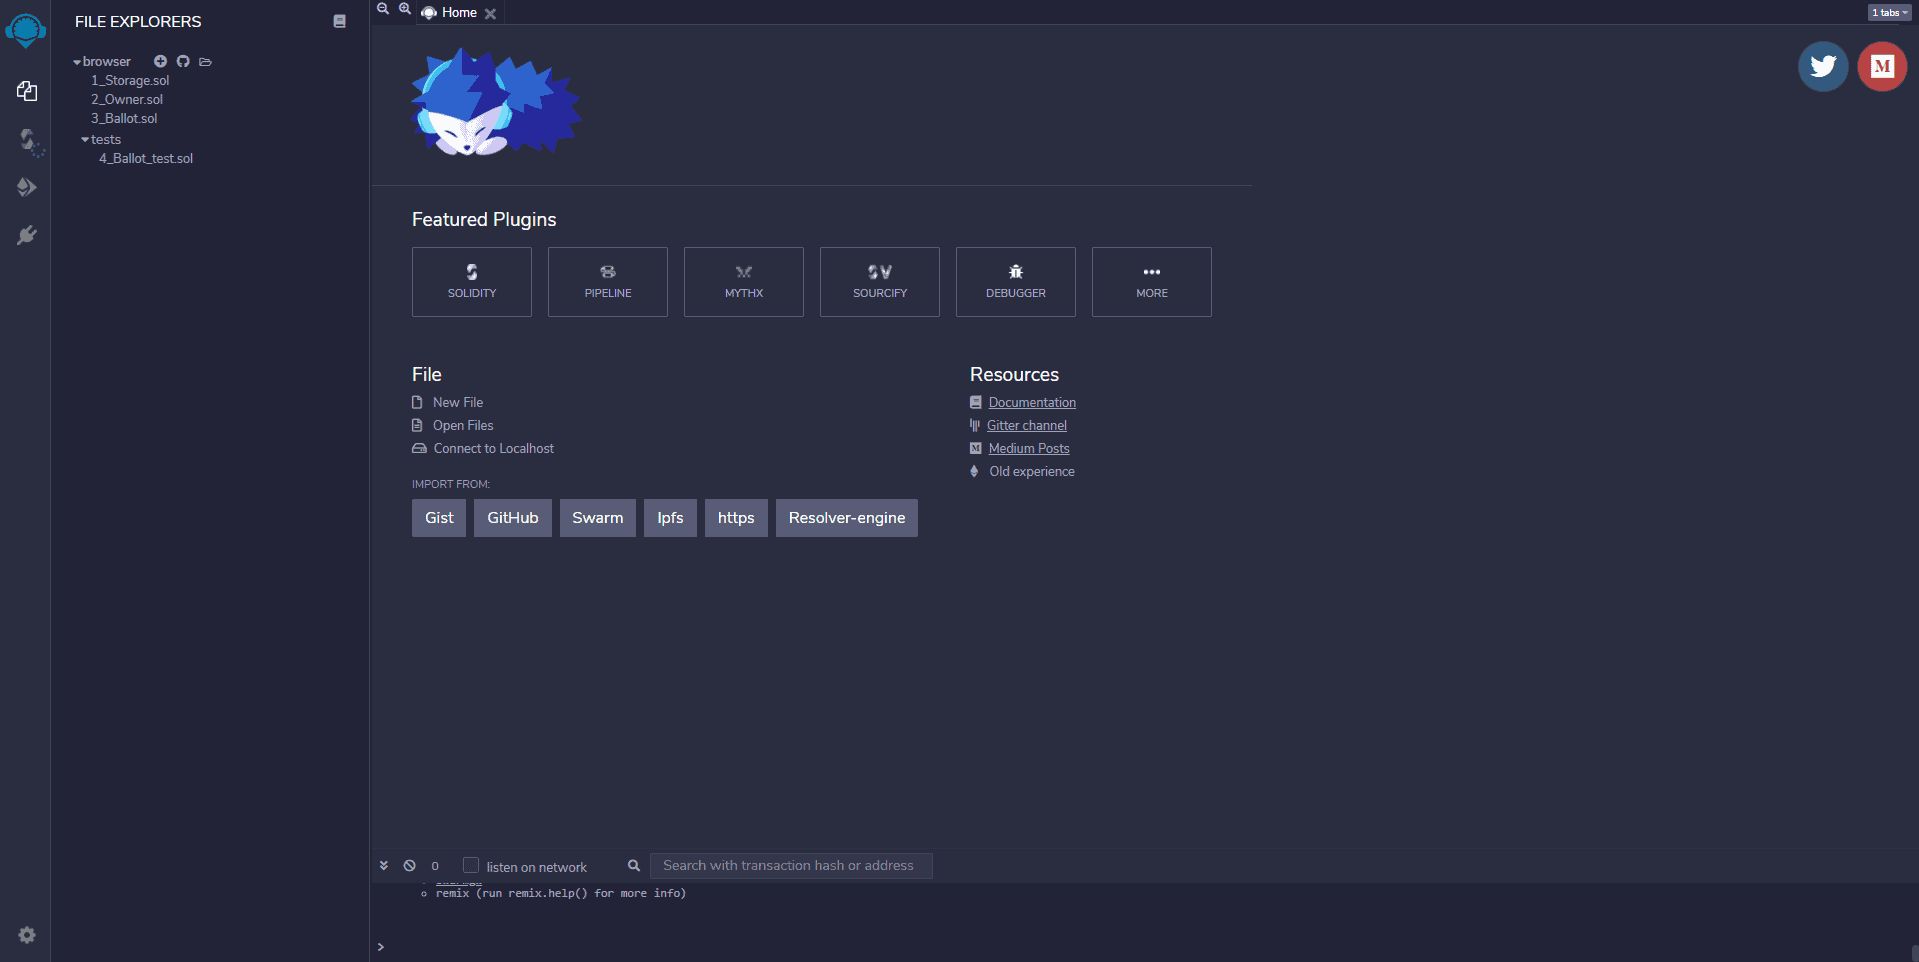 FILE EXPLORERS
browser
1_Storage.sol
2_Owner.sol
3_Ballot.sol
tests
4_Ballot_test.sol
Home
1 tabs
Featured Plugins
SOLIDITY
PIPELINE
MYTHX
SOURCIFY
DEBUGGER
MORE
File
New File
Open Files
Connect to Localhost
IMPORT FROM:
Gist GitHub Swarm Ipfs https Resolver-engine
Resources
Documentation
Gitter channel
Medium Posts
Old experience
0 listen on network Search with transaction hash or address
remix (run remix.help() for more info)
>